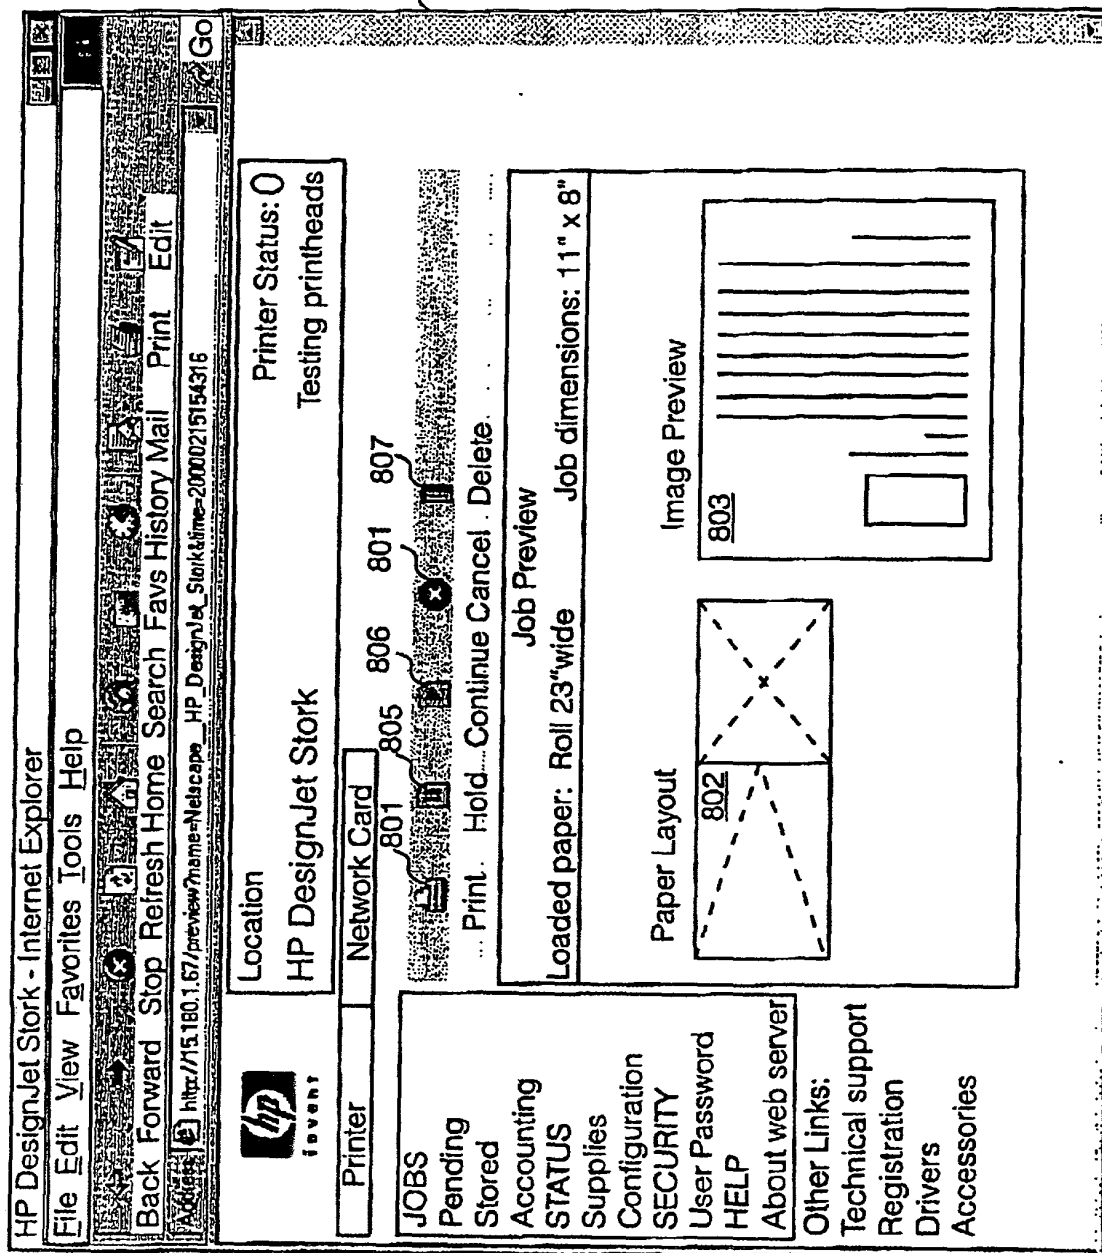 HP DesignJet Stork - Internet Explorer
File Edit View Favorites Tools Help
Back Forward Stop Refresh Home Search Favs History Mail Print Edit
Address http://15.180.1.67/preview?name=Netscape__HP_DesignJet_Stork&time=20000215154316 Go
hp
invent
Location
HP DesignJet Stork
Printer Status:
Testing printheads
Printer Network Card
801 805 806 801 807
Print Hold Continue Cancel Delete
JOBS
Pending
Stored
Accounting
STATUS
Supplies
Configuration
SECURITY
User Password
HELP
About web server
Other Links:
Technical support
Registration
Drivers
Accessories
Job Preview
Loaded paper: Roll 23"wide Job dimensions: 11" x 8"
Paper Layout
802
Image Preview
803